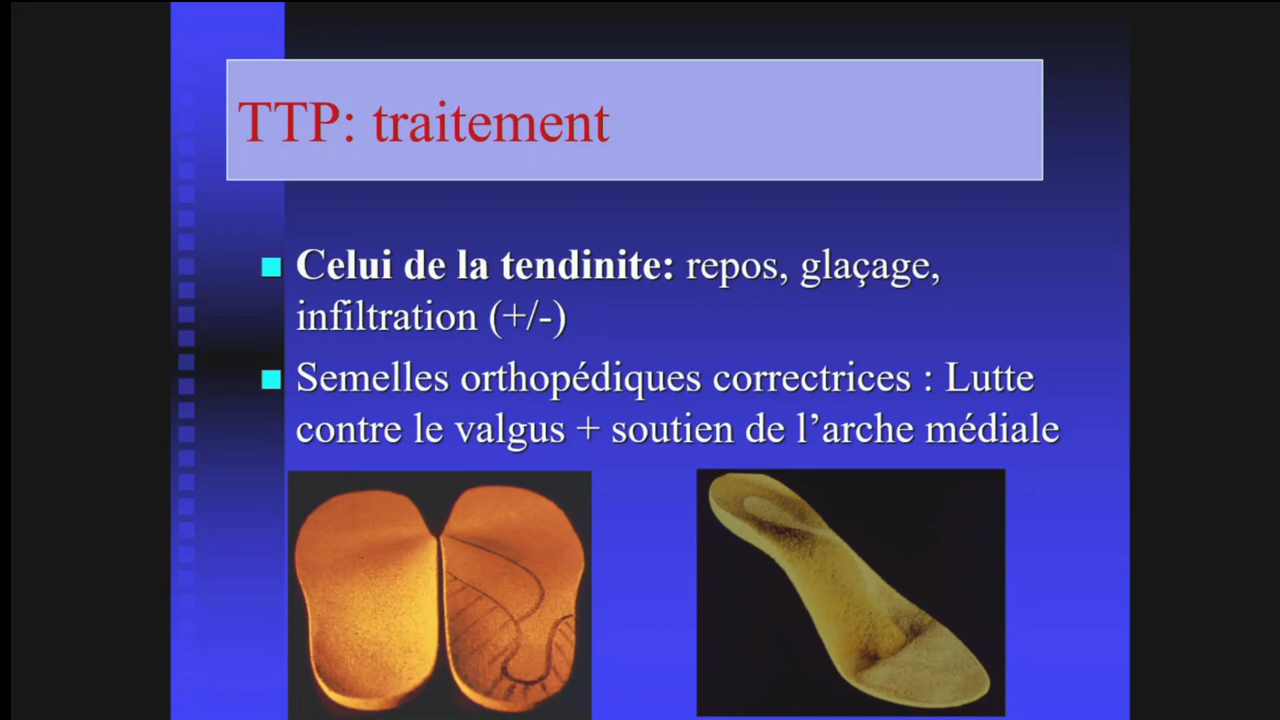 TTP: traitement
Celui de la tendinite: repos, glaçage,
infiltration (+/-)
Semelles orthopédiques correctrices : Lutte
contre le valgus + soutien de l’arche médiale